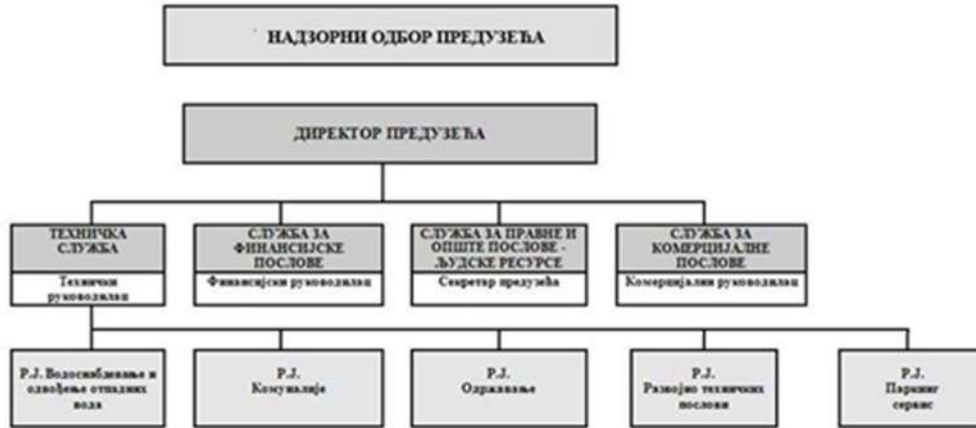 НАДЗОРНИ ОДБОР ПРЕДУЗЕЋА
ДИРЕКТОР ПРЕДУЗЕЋА
ТЕХНИЧКА
СЛУЖБА
Технички
руководилац
СЛУЖБА ЗА
ФИНАНСИЈСКЕ
ПОСЛОВЕ
Финансијски руководилац
СЛУЖБА ЗА ПРАВНЕ И
ОПШТЕ ПОСЛОВЕ -
ЉУДСКЕ РЕСУРСЕ
Секретар предузећа
СЛУЖБА ЗА
КОМЕРЦИЈАЛНЕ
ПОСЛОВЕ
Комерцијални руководилац
Р.Ј. Водоснабдевање и
одвођење отпадних
вода
Р.Ј.
Комуналије
Р.Ј.
Одржавање
Р.Ј.
Развојно техничких
послови
Р.Ј.
Паркинг
сервис